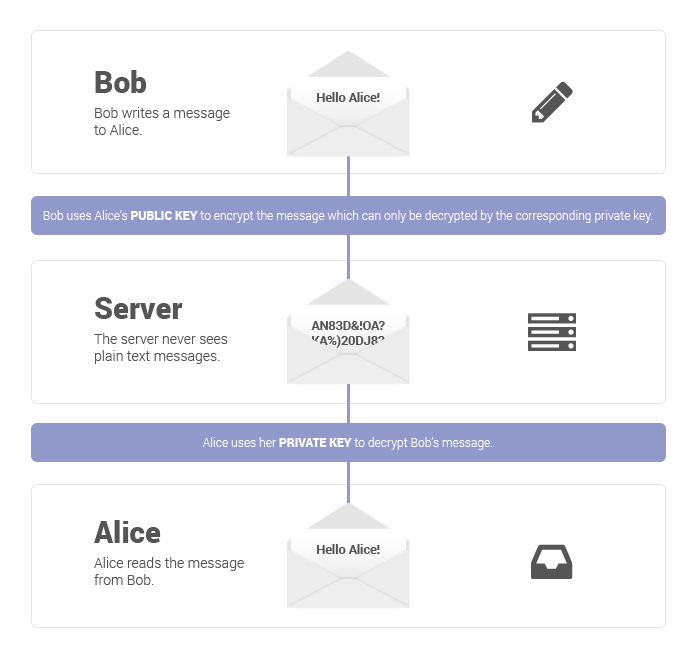 Bob
Bob writes a message
to Alice.
Hello Alice!
Bob uses Alice's PUBLIC KEY to encrypt the message which can only be decrypted by the corresponding private key.
Server
The server never sees
plain text messages.
AN83D&!OA?
Alice uses her PRIVATE KEY to decrypt Bob's message.
Alice
Alice reads the message
from Bob.
Hello Alice!